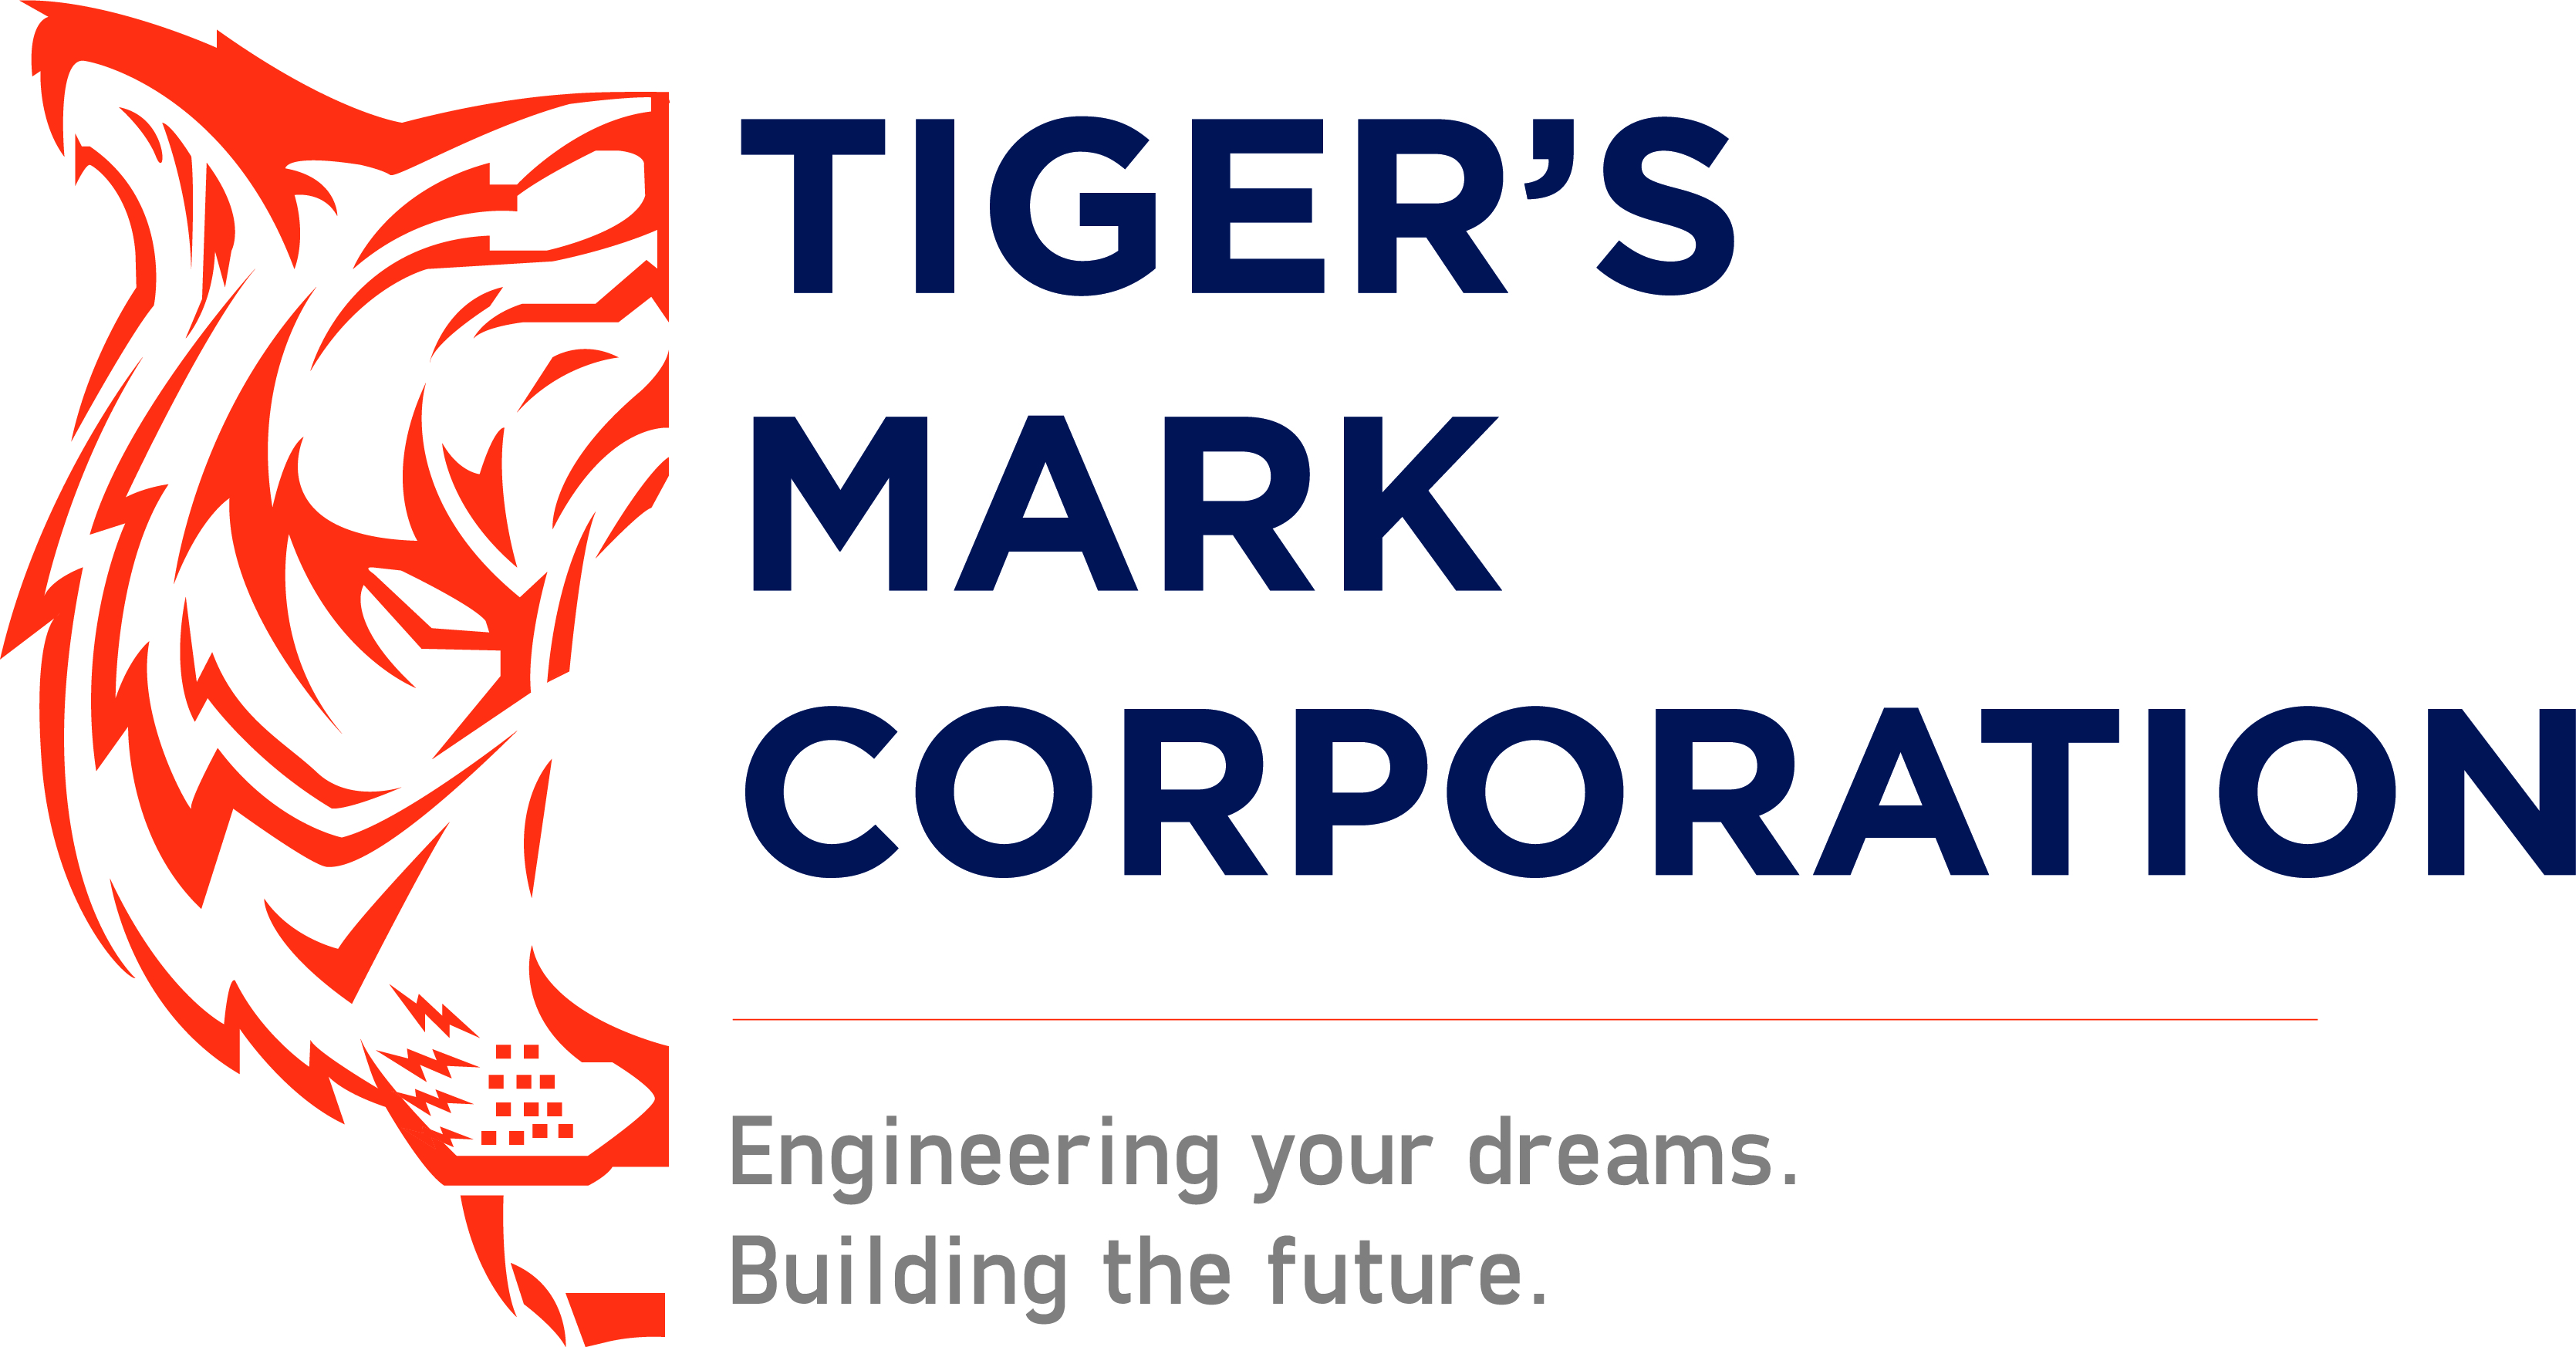 TIGER’S
MARK
CORPORATION
Engineering your dreams.
Building the future.